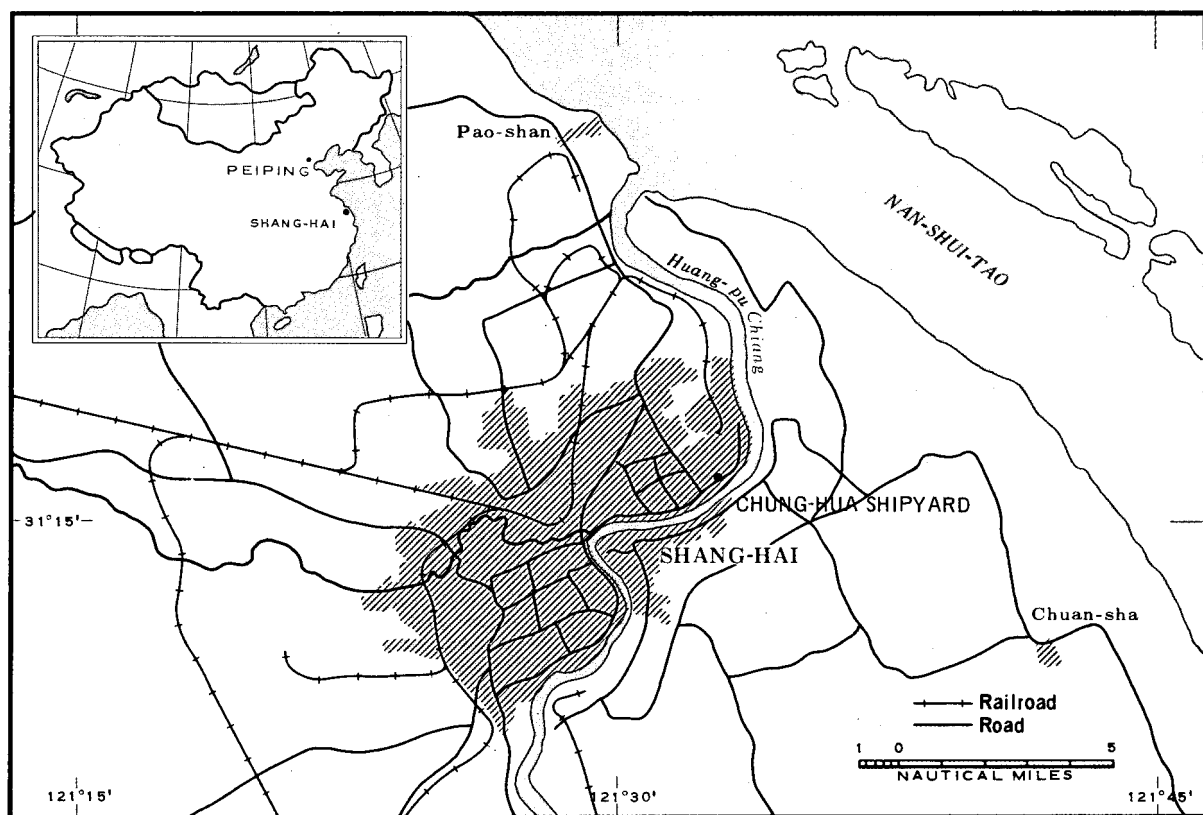 PEIPING
SHANG-HAI
Pao-shan
NAN-SHUI-TAO
Huang-pu Chiang
31°15'
CHUNG-HUA SHIPYARD
SHANG-HAI
Chuan-sha
Railroad
Road
1 0 5
NAUTICAL MILES
121°15'
121°30'
121°45'